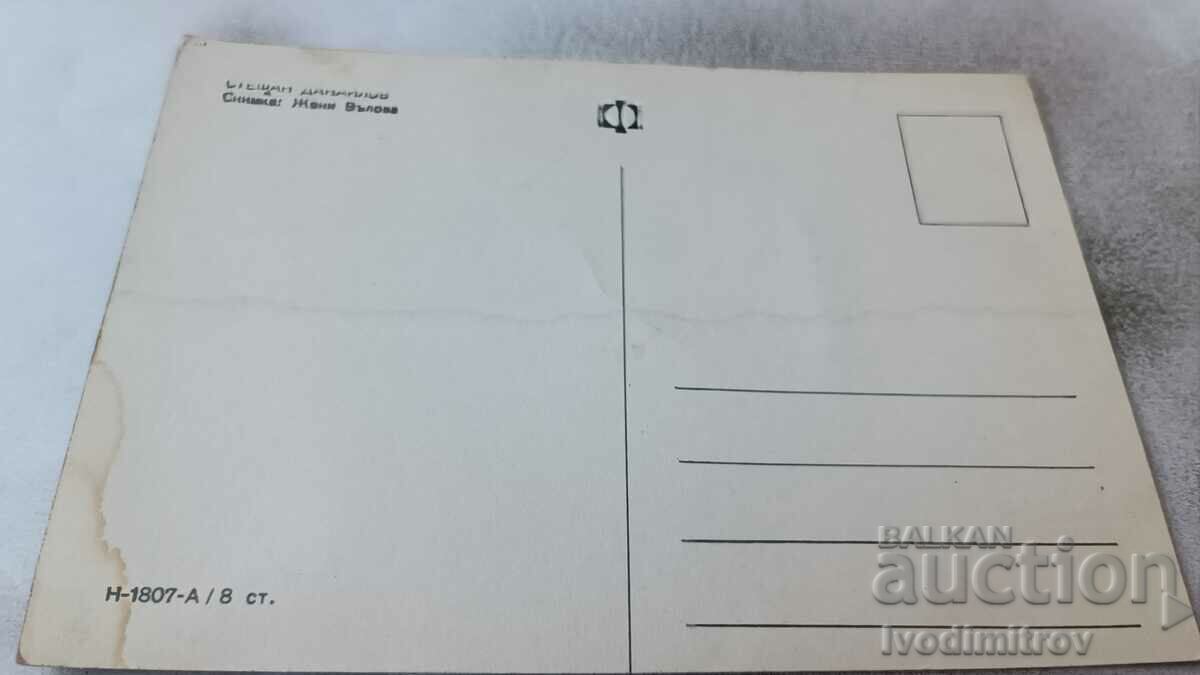 СТЕФАН ДАНАИЛОВ
Снимка: Жени Вълова
Ф
Н-1807-А / 8 ст.
BALKAN
auction
Ivodimitrov